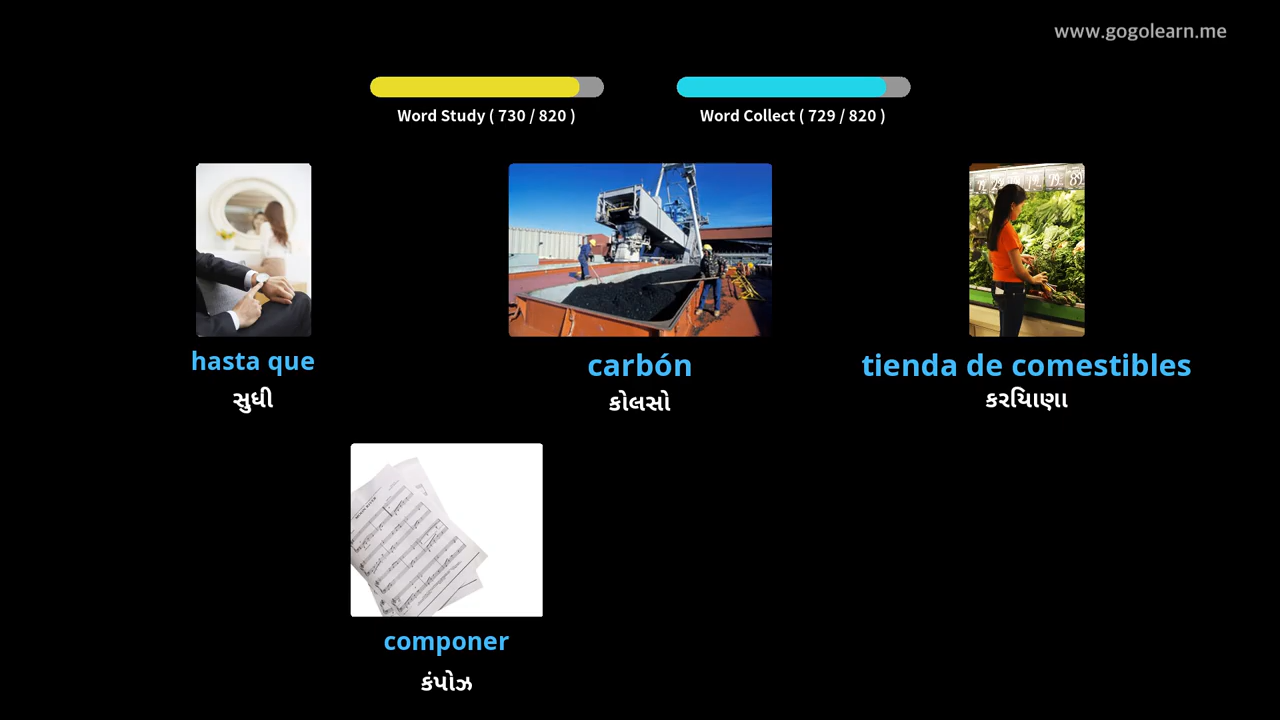 www.gogolearn.me
Word Study ( 730 / 820 )
Word Collect ( 729 / 820 )
hasta que
carbón
tienda de comestibles
સુધી
કોલસો
કરિયાણા
componer
કંપોઝ